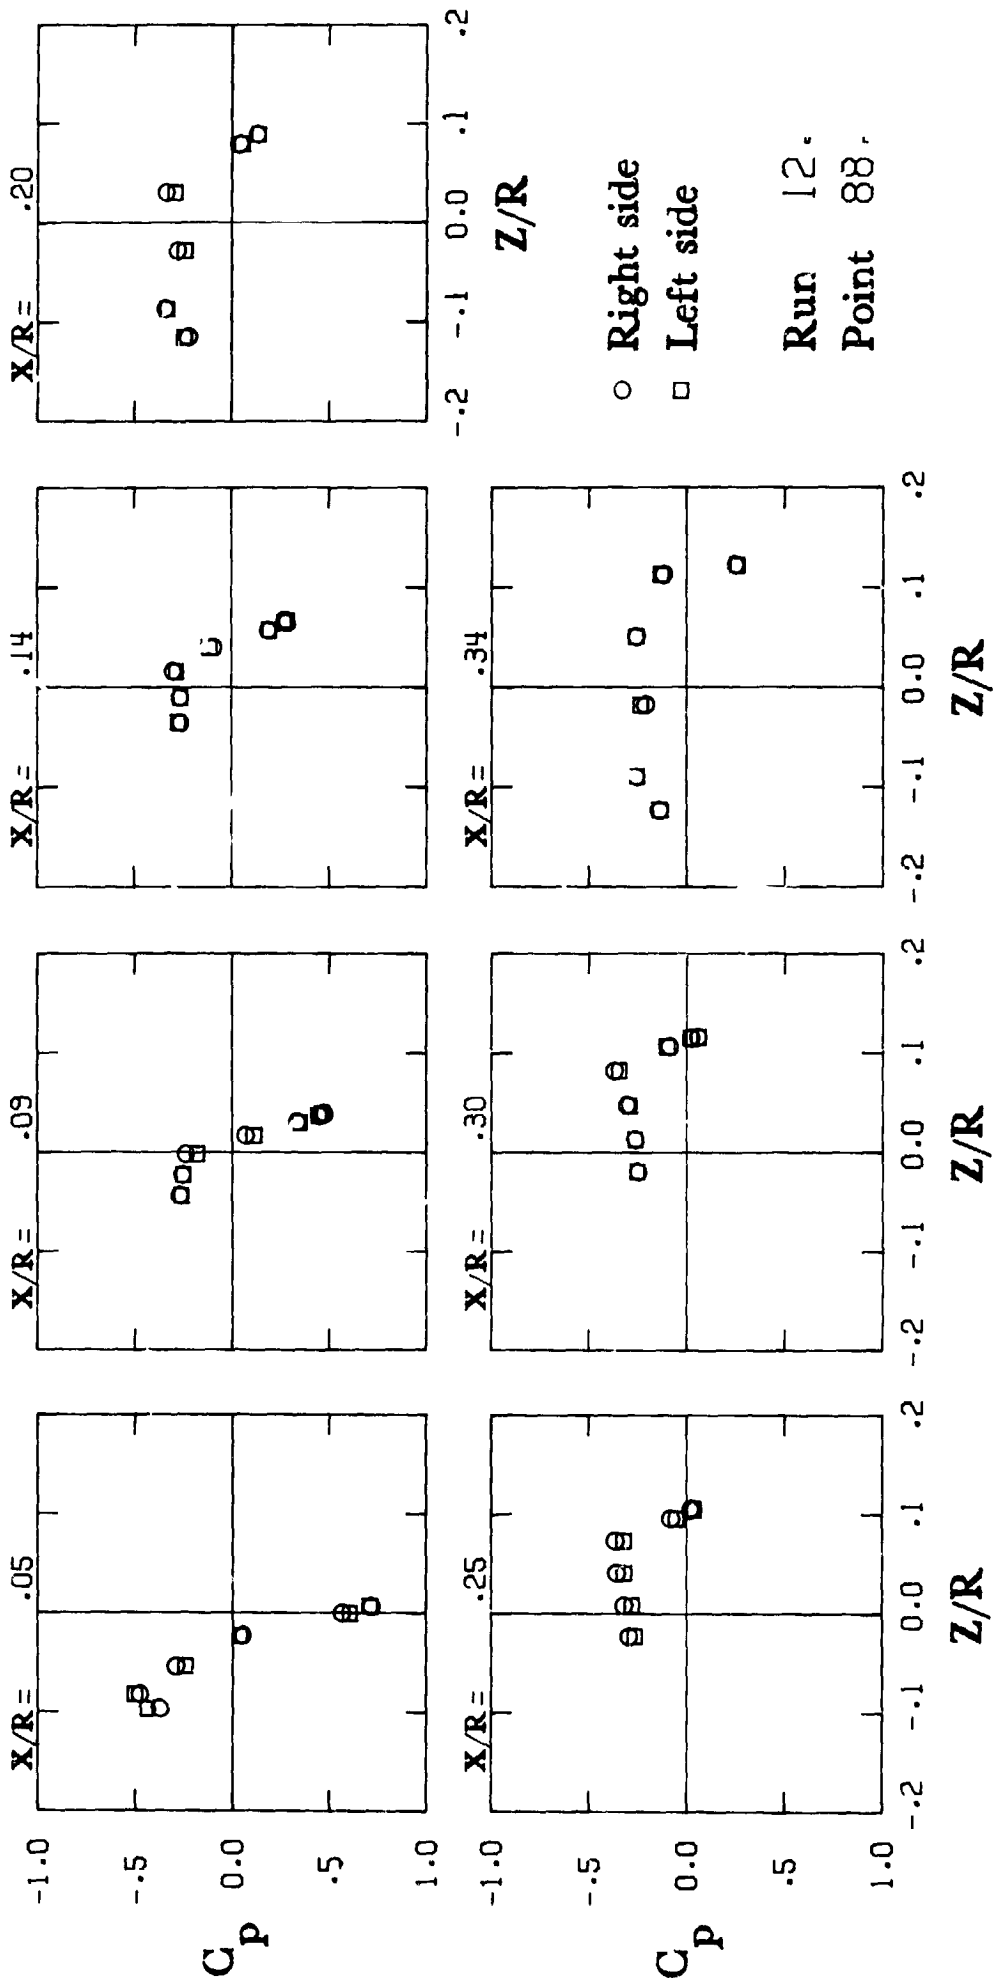 X/R= .05
X/R= .09
X/R= .14
X/R= .20
-1.0
-.5
0.0
.5
1.0
Cp
-.2 -.1 0.0 .1 .2
Z/R
X/R= .25
X/R= .30
X/R= .34
-1.0
-.5
0.0
.5
1.0
Cp
-.2 -.1 0.0 .1 .2
-.2 -.1 0.0 .1 .2
-.2 -.1 0.0 .1 .2
Z/R
Z/R
Z/R
Right side
Left side
Run 12.
Point 88.